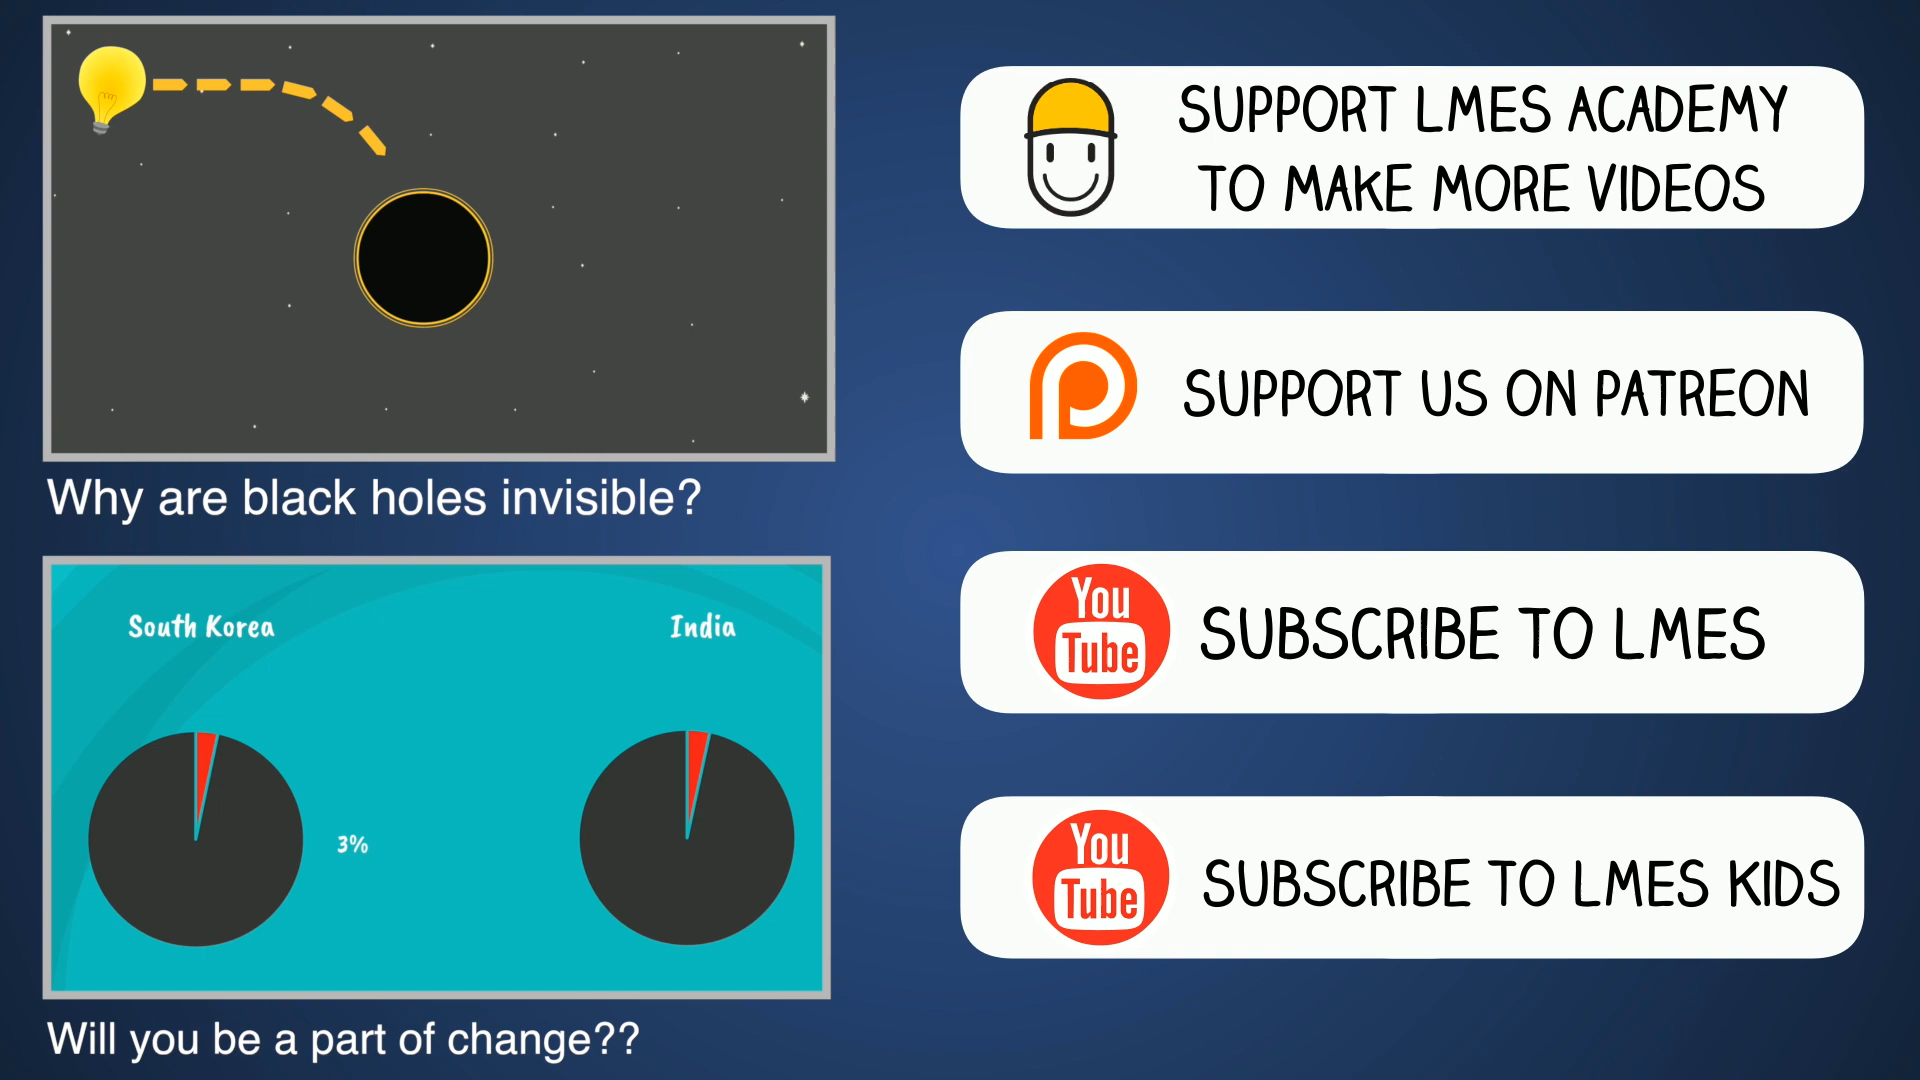 Why are black holes invisible?
South Korea
India
3%
Will you be a part of change??
SUPPORT LMES ACADEMY
TO MAKE MORE VIDEOS
SUPPORT US ON PATREON
You
Tube
SUBSCRIBE TO LMES
You
Tube
SUBSCRIBE TO LMES KIDS